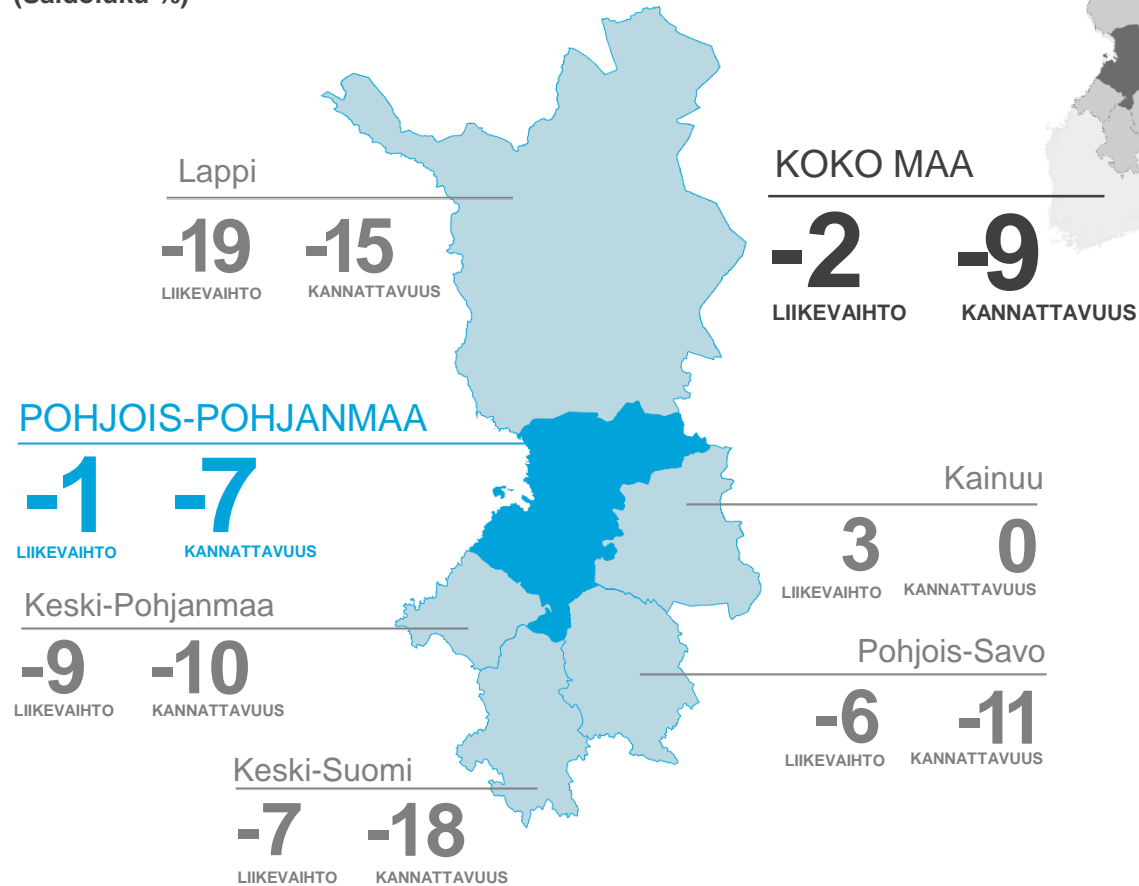 (Saldoluku %)
Lappi
-19 -15
LIIKEVAIHTO KANNATTAVUUS
KOKO MAA
-2 -9
LIIKEVAIHTO KANNATTAVUUS
POHJOIS-POHJANMAA
-1 -7
LIIKEVAIHTO KANNATTAVUUS
Kainuu
3 0
LIIKEVAIHTO KANNATTAVUUS
Keski-Pohjanmaa
-9 -10
LIIKEVAIHTO KANNATTAVUUS
Pohjois-Savo
-6 -11
LIIKEVAIHTO KANNATTAVUUS
Keski-Suomi
-7 -18
LIIKEVAIHTO KANNATTAVUUS